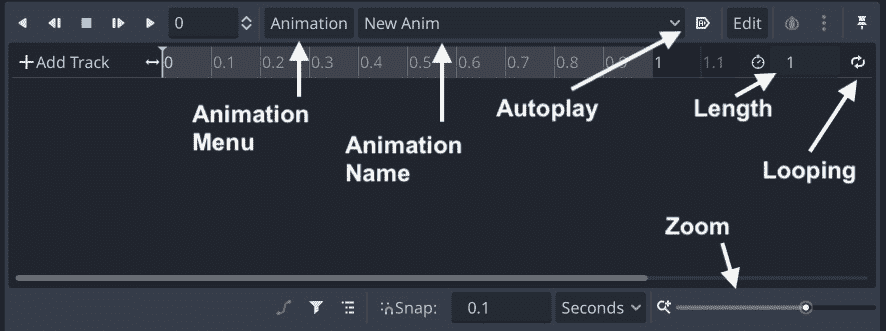 0 Animation New Anim Edit
Add Track 0 0.1 0.2 0.3 0.4 0.5 0.6 0.7 0.8 0.9 1 1.1 1
Animation
Menu
Animation
Name
Autoplay
Length
Looping
Zoom
Snap: 0.1 Seconds